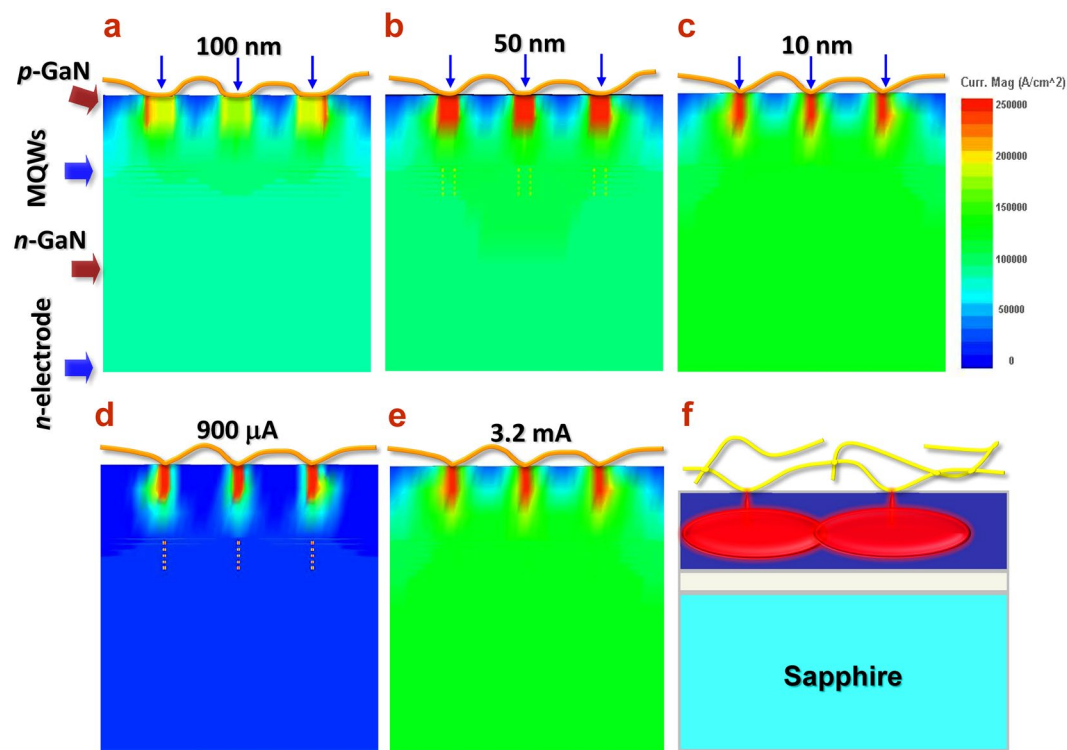 a
100 nm
b
50 nm
c
10 nm
p-GaN
MQWs
n-GaN
n-electrode
Curr. Mag (A/cm^2)
250000
200000
150000
100000
50000
0
d
900 μA
e
3.2 mA
f
Sapphire